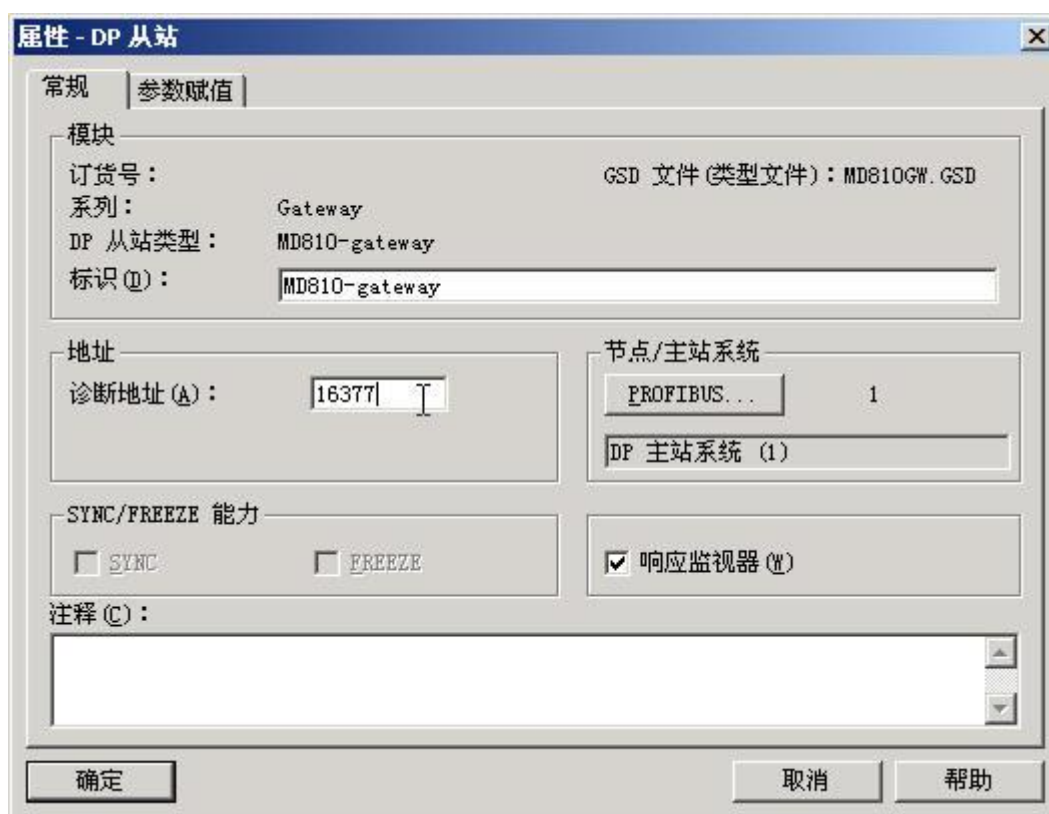 属性 - DP 从站
常规
参数赋值
模块
订货号：
GSD 文件(类型文件)：MD810GW.GSD
系列：
Gateway
DP 从站类型：
MD810-gateway
标识(D)：
MD810-gateway
地址
诊断地址(A)：
16377
节点/主站系统
PROFIBUS...
1
DP 主站系统 (1)
SYNC/FREEZE 能力
SYNC
FREEZE
响应监视器(W)
注释(C)：
确定
取消
帮助